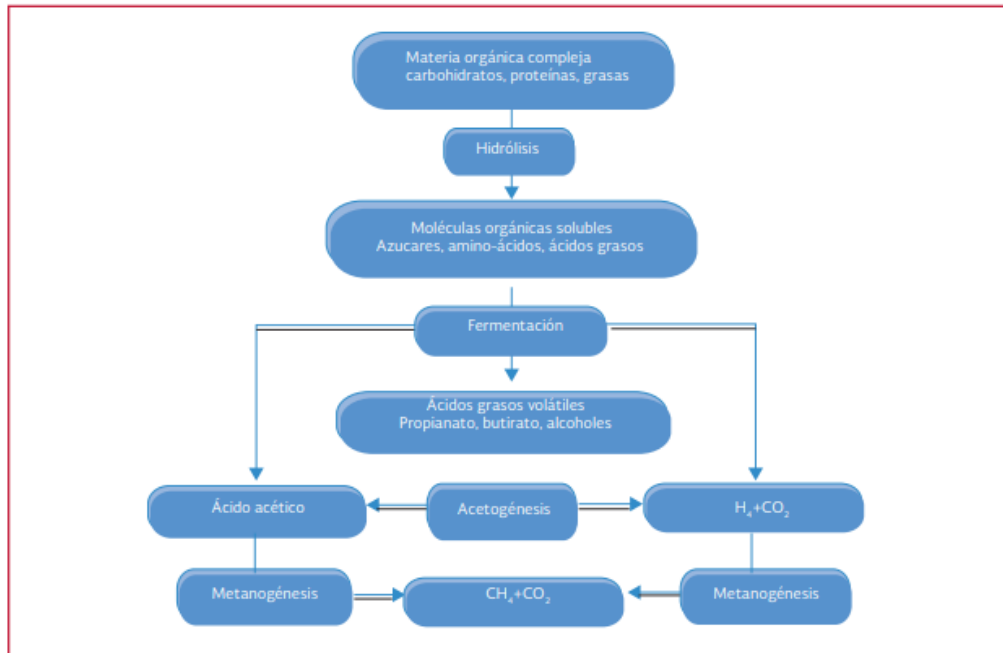 Materia orgánica compleja
carbohidratos, proteínas, grasas
Hidrólisis
Moléculas orgánicas solubles
Azucares, amino-ácidos, ácidos grasos
Fermentación
Ácidos grasos volátiles
Propianato, butirato, alcoholes
Ácido acético
Acetogénesis
H₄+CO₂
Metanogénesis
CH₄+CO₂
Metanogénesis